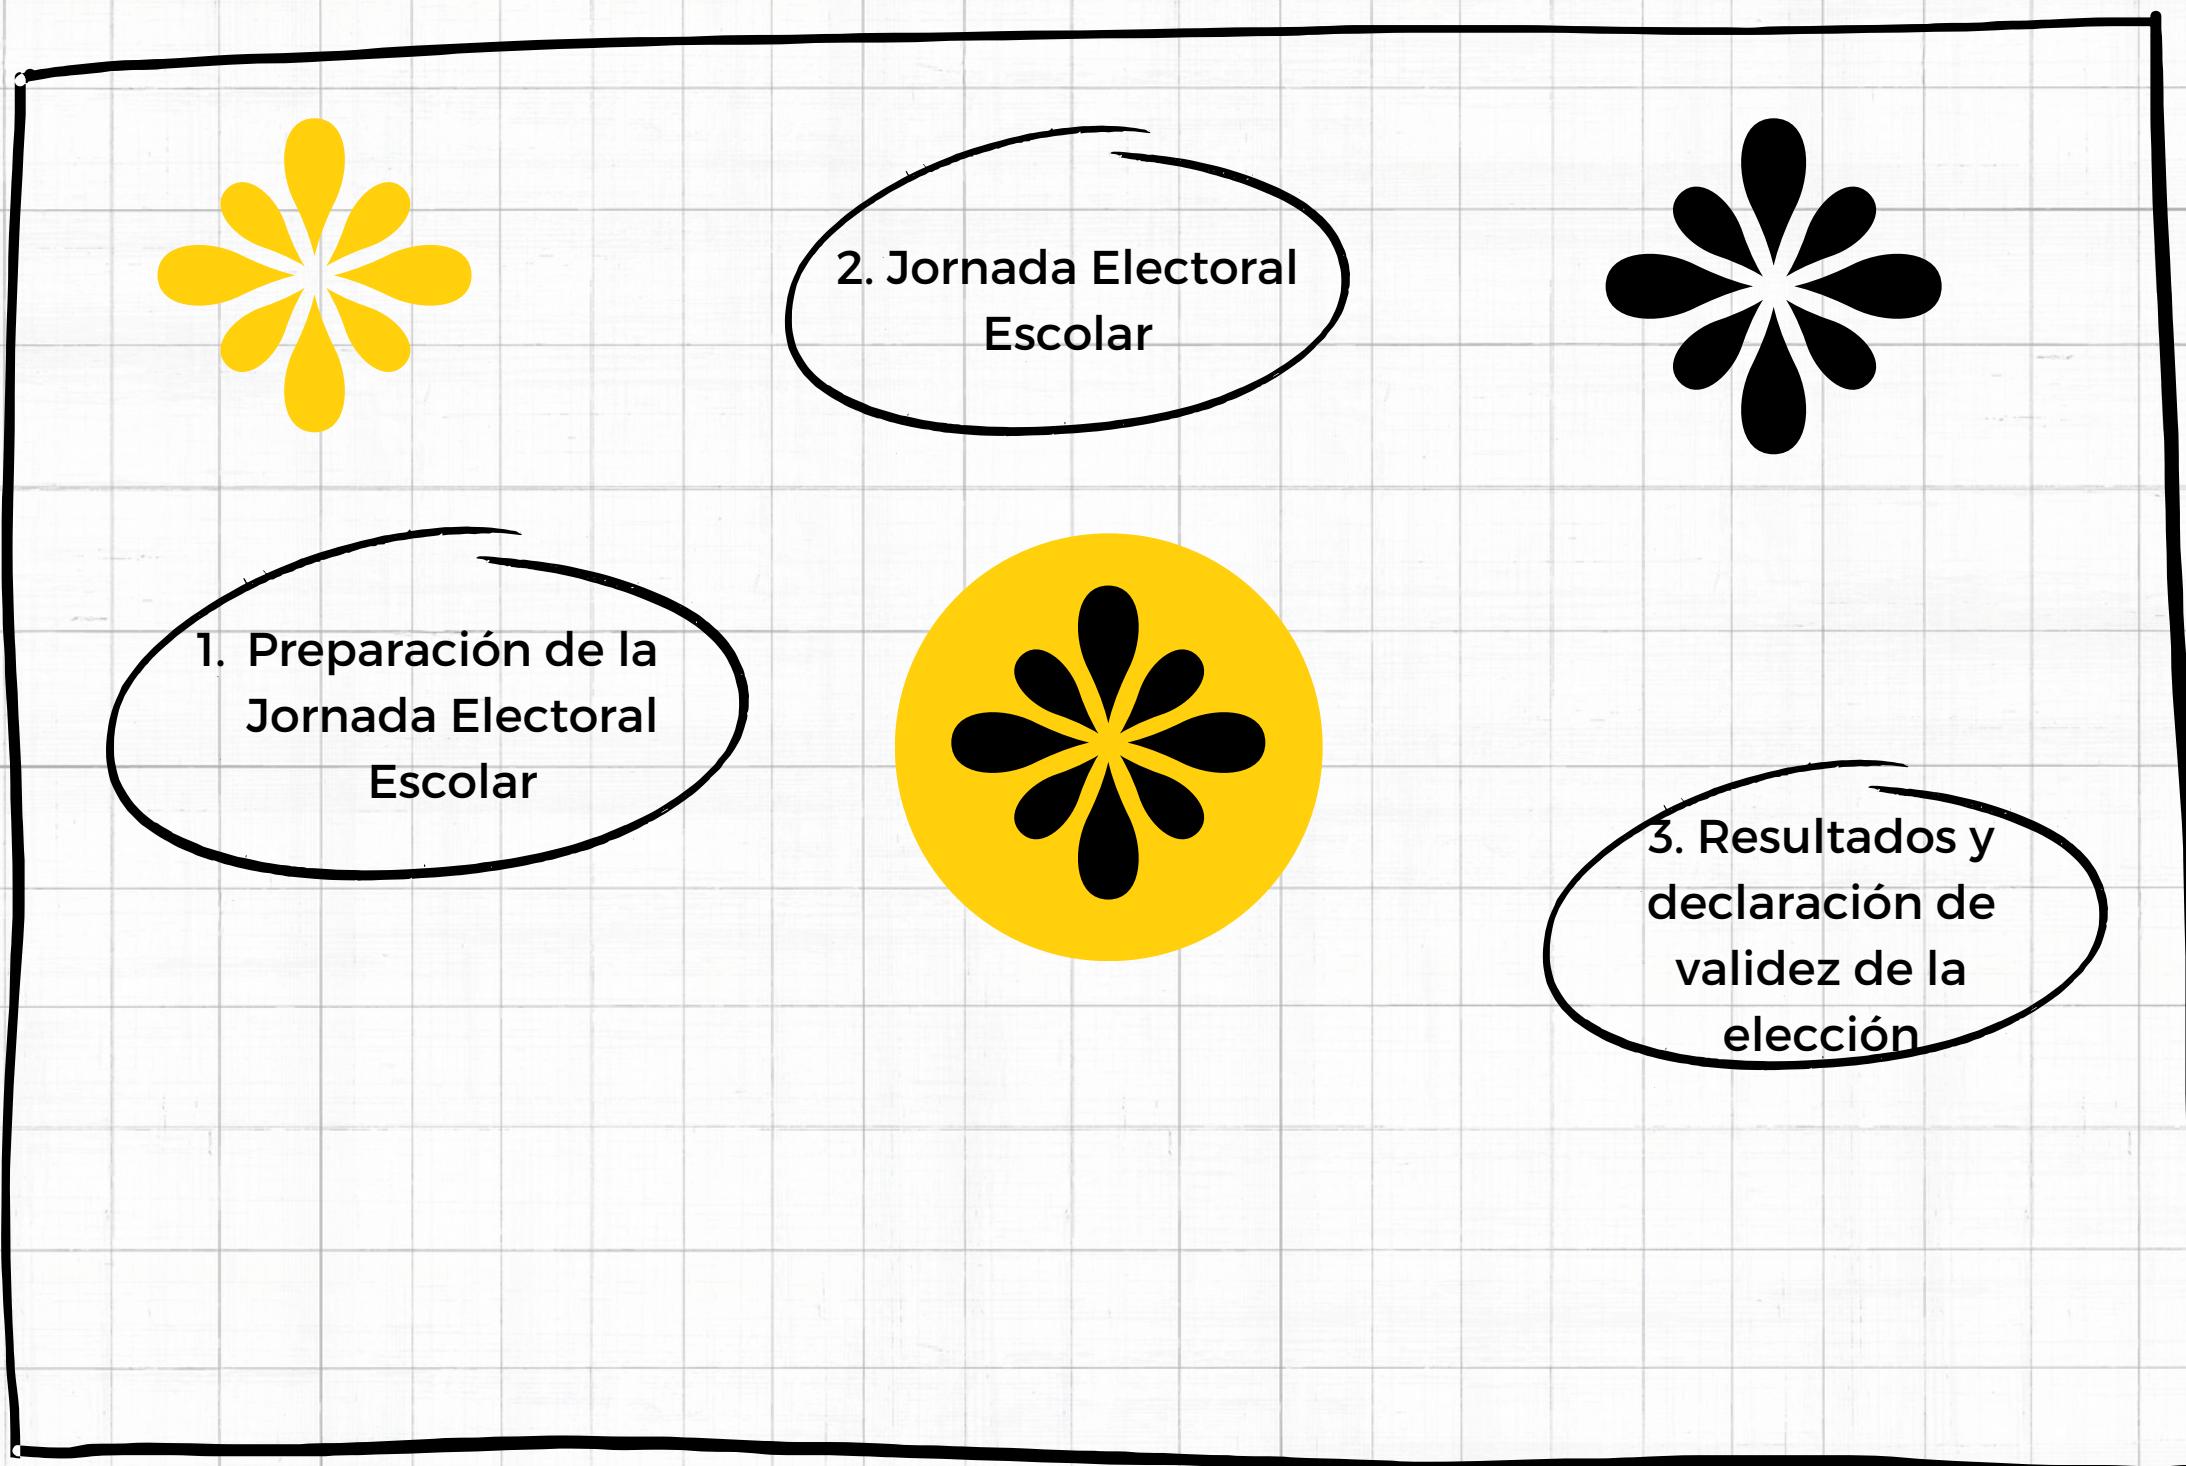 1. Preparación de la
Jornada Electoral
Escolar
2. Jornada Electoral
Escolar
3. Resultados y
declaración de
validez de la
elección